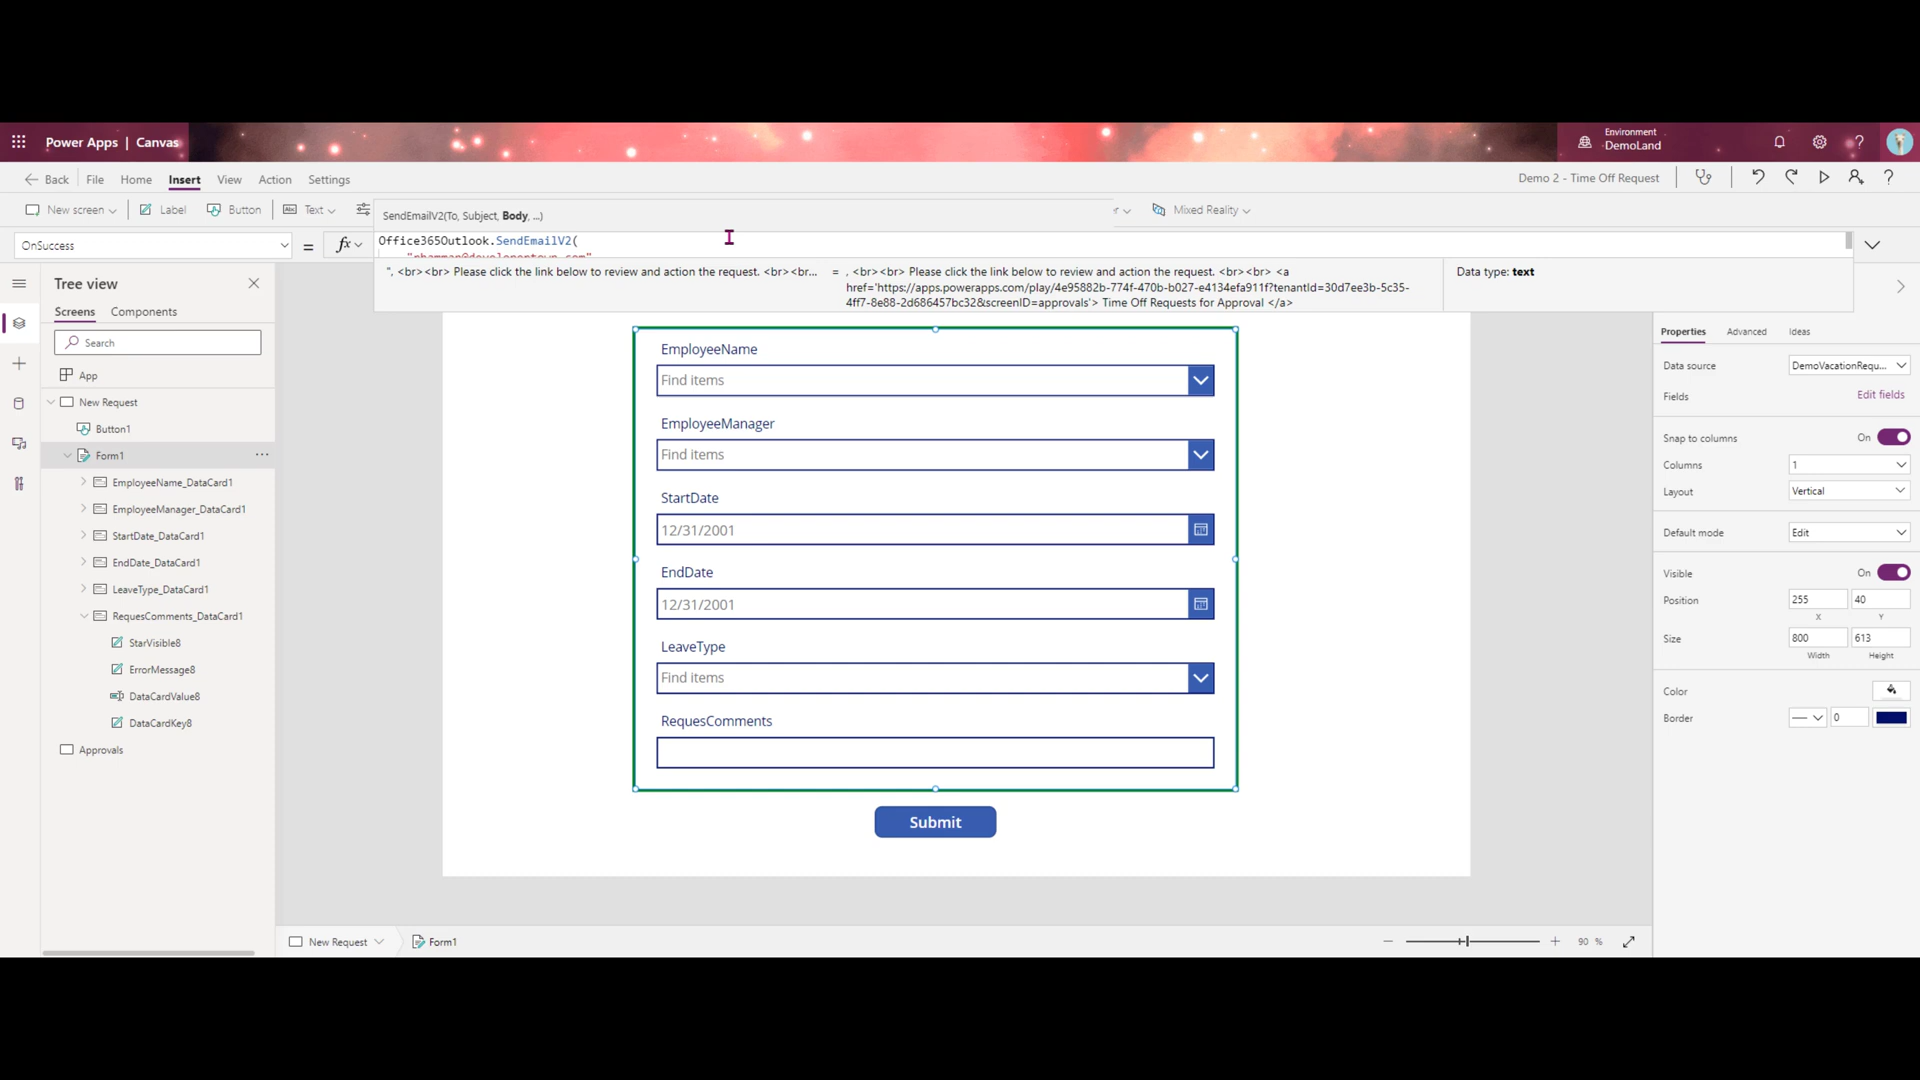 Power Apps | Canvas
Environment
DemoLand
?
Back
File
Home
Insert
View
Action
Settings
Demo 2 - Time Off Request
?
New screen
Label
Button
Text
SendEmailV2(To, Subject, Body, ...)
Mixed Reality
OnSuccess
=
fx
Office365Outlook.SendEmailV2(
", <br><br> Please click the link below to review and action the request. <br><br...
= , <br><br> Please click the link below to review and action the request. <br><br> <a
href='https://apps.powerapps.com/play/4e95882b-774f-470b-b027-e4134efa911f?tenantId=30d7ee3b-5c35-
4ff7-8e88-2d686457bc32&screenID=approvals'> Time Off Requests for Approval </a>
Data type: text
Tree view
Screens
Components
Search
App
New Request
Button1
Form1
EmployeeName_DataCard1
EmployeeManager_DataCard1
StartDate_DataCard1
EndDate_DataCard1
LeaveType_DataCard1
RequesComments_DataCard1
StarVisible8
ErrorMessage8
DataCardValue8
DataCardKey8
Approvals
EmployeeName
Find items
EmployeeManager
Find items
StartDate
12/31/2001
EndDate
12/31/2001
LeaveType
Find items
RequesComments
Submit
Properties
Advanced
Ideas
Data source
DemoVacationRequ...
Fields
Edit fields
Snap to columns
On
Columns
1
Layout
Vertical
Default mode
Edit
Visible
On
Position
255
40
X
Y
Size
800
613
Width
Height
Color
Border
0
New Request
Form1
90 %